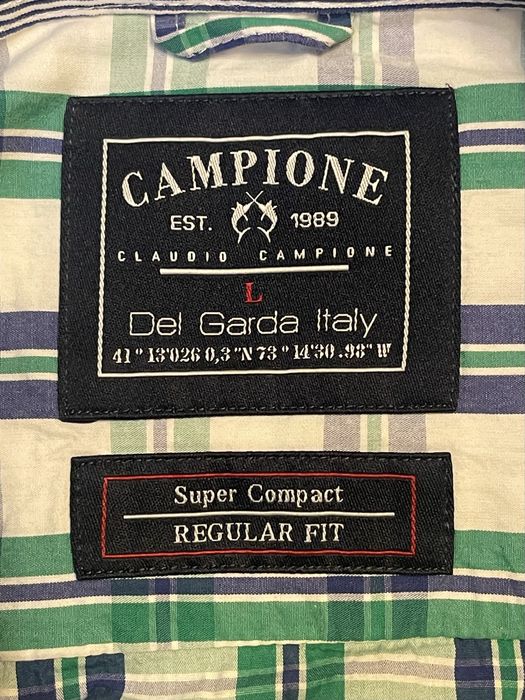 CAMPIONE
EST. 1989
CLAUDIO CAMPIONE
L
Del Garda Italy
41° 13'026 0,3"N 73° 14'30.98" W
Super Compact
REGULAR FIT